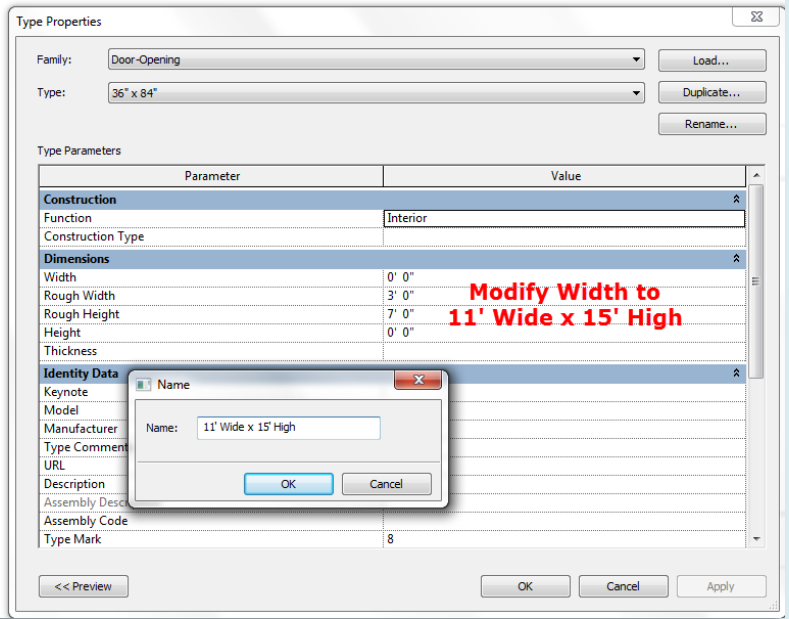 Type Properties
Family: Door-Opening Load...
Type: 36" x 84" Duplicate...
Rename...
Type Parameters
Parameter Value
Construction
Function Interior
Construction Type
Dimensions
Width 0' 0"
Rough Width 3' 0"
Rough Height 7' 0"
Height 0' 0"
Thickness
Modify Width to
11' Wide x 15' High
Identity Data
Keynote
Model
Manufacturer
Type Comment
URL
Description
Assembly Desc
Assembly Code
Type Mark 8
Name
Name: 11' Wide x 15' High
OK Cancel
<< Preview OK Cancel Apply